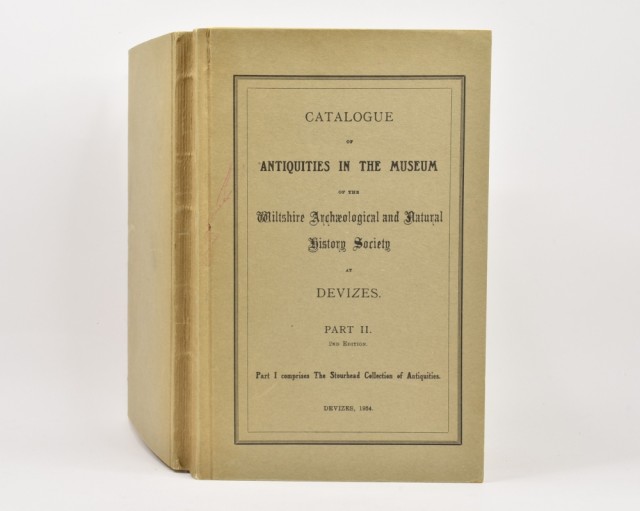 CATALOGUE
OF
ANTIQUITIES IN THE MUSEUM
OF THE
Wiltshire Archæological and Natural
History Society
AT
DEVIZES.
PART II.
2ND EDITION.
Part I comprises The Stourhead Collection of Antiquities.
DEVIZES, 1934.